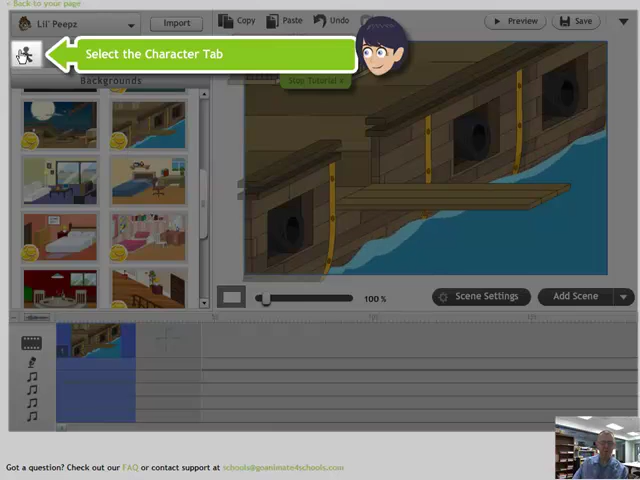 « Back to your page
Lil' Peepz
Import
Copy
Paste
Undo
Preview
Save
Select the Character Tab
Backgrounds
Stop Tutorial x
100 %
Scene Settings
Add Scene
Got a question? Check out our FAQ or contact support at schools@goanimate4schools.com